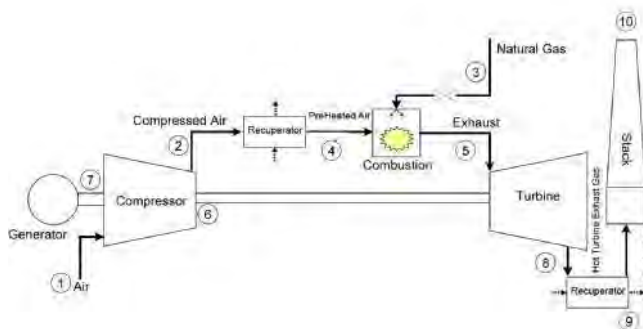 10
Natural Gas
3
Compressed Air
PreHeated Air
Recuperator
2
4
Combustion
Exhaust
5
Stack
7
Compressor
6
Turbine
Hot Turbine Exhast Gas
Generator
1
Air
8
Recuperator
9